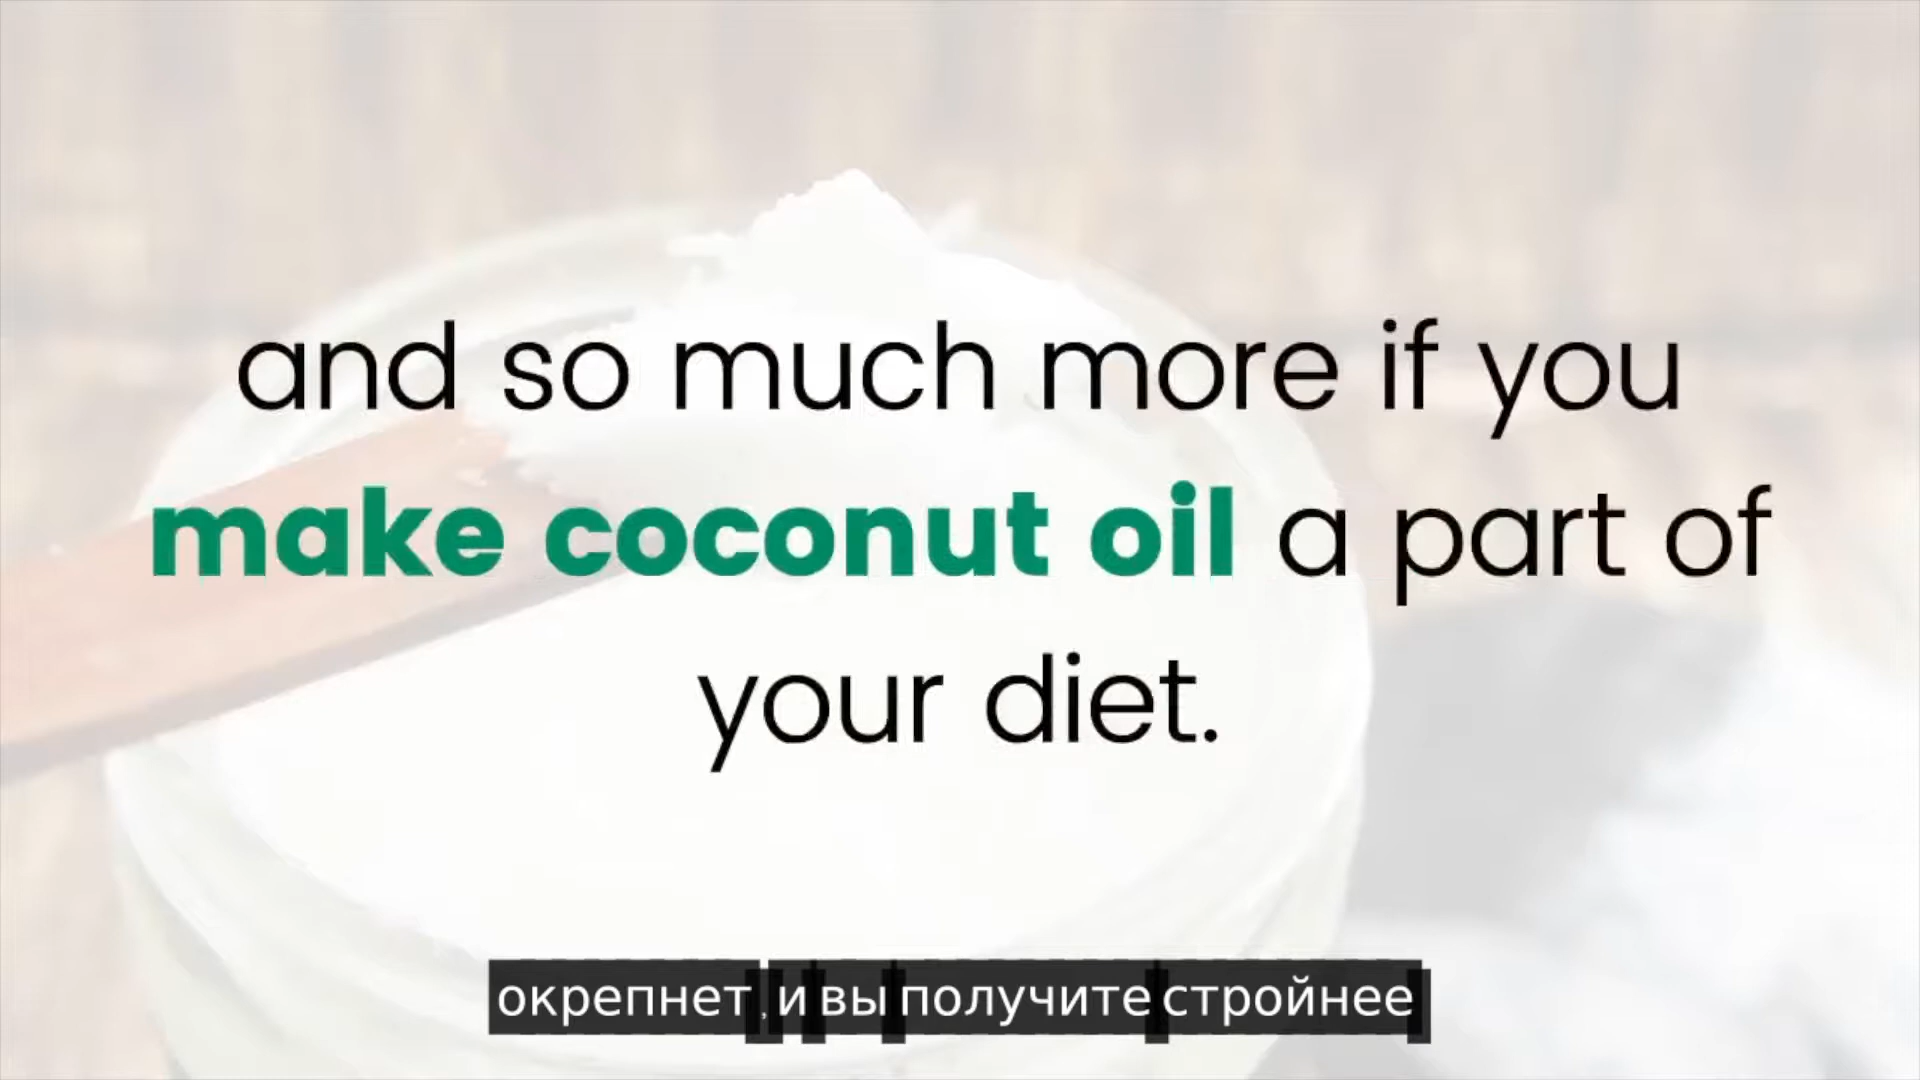 and so much more if you
make coconut oil a part of
your diet.
окрепнет, и вы получите стройнее